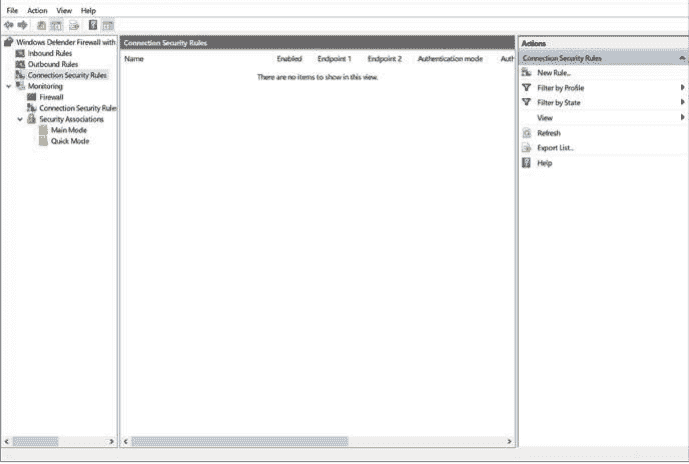 File Action View Help
Windows Defender Firewall with
Inbound Rules
Outbound Rules
Connection Security Rules
Monitoring
Firewall
Connection Security Rule
Security Associations
Main Mode
Quick Mode
Connection Security Rules
Name Enabled Endpoint 1 Endpoint 2 Authentication mode Auth
There are no items to show in this view.
Actions
Connection Security Rules
New Rule...
Filter by Profile
Filter by State
View
Refresh
Export List...
Help